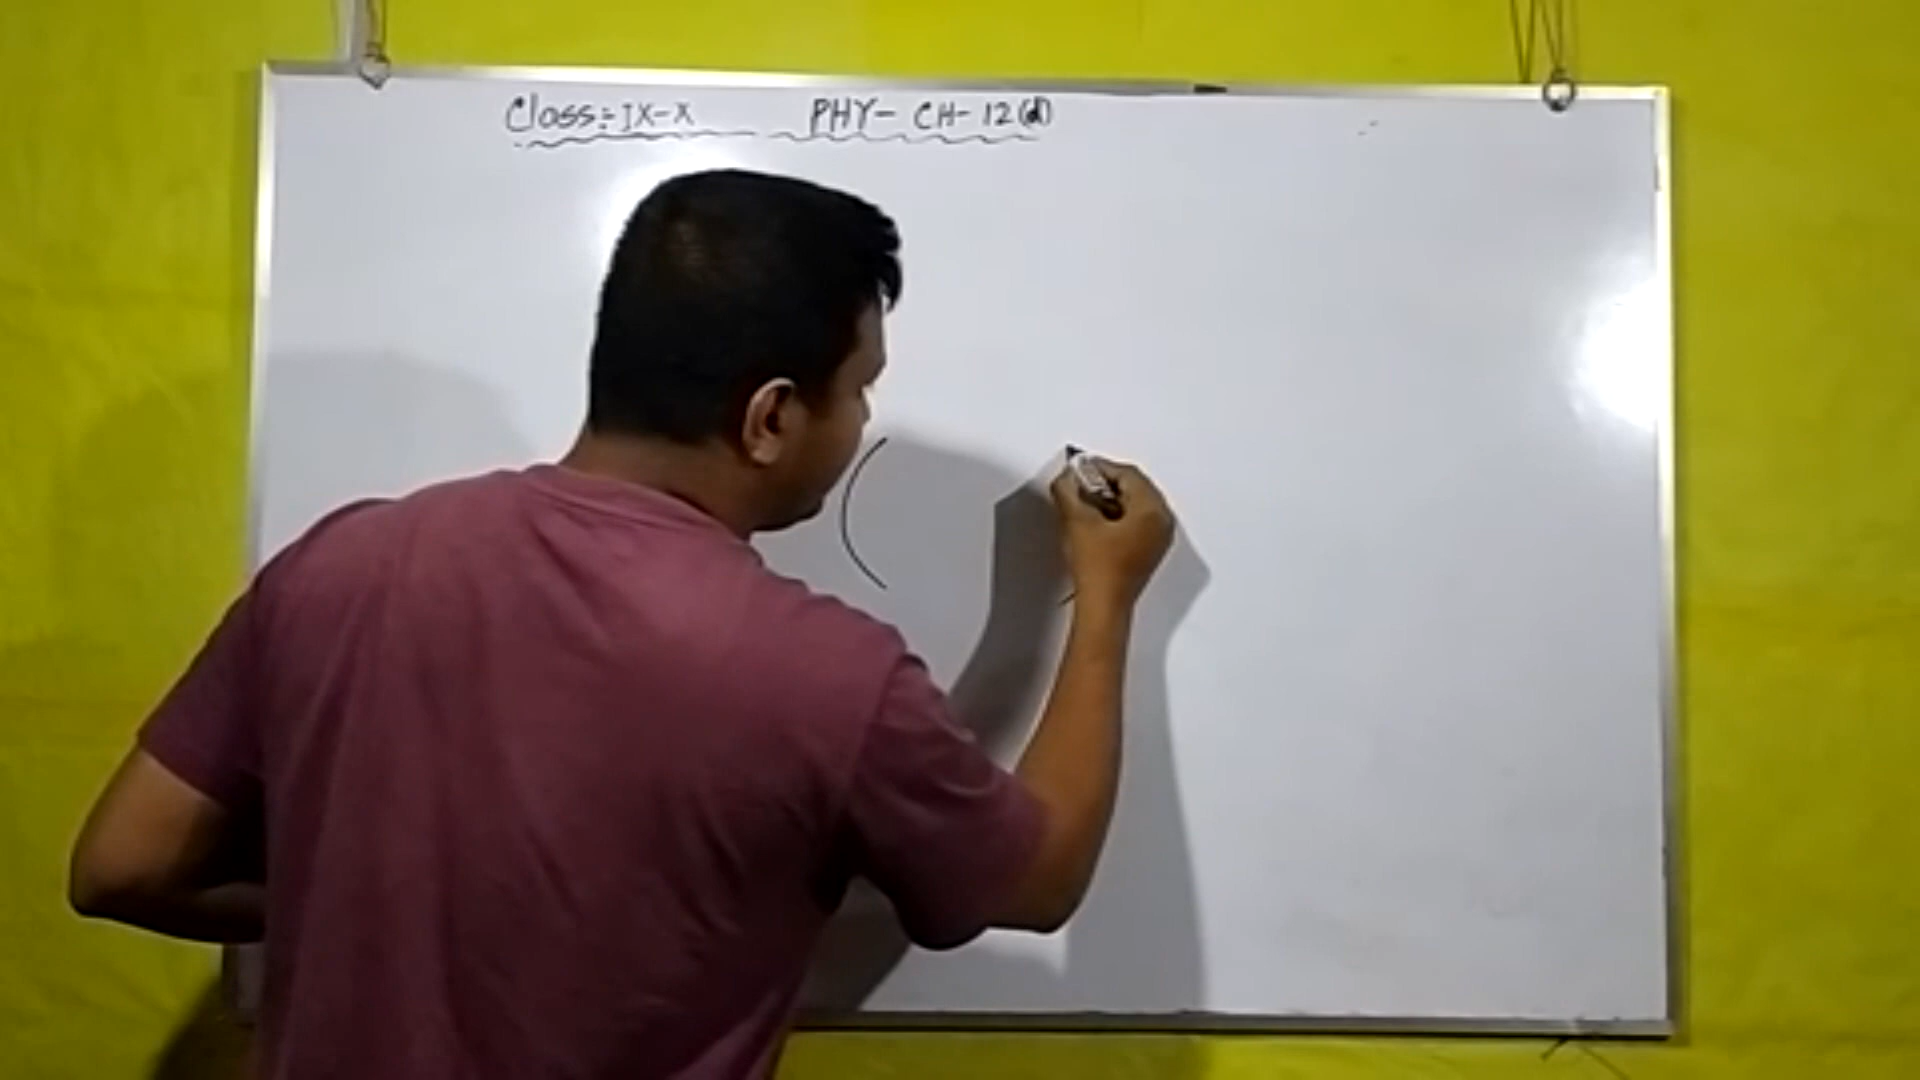 Class:- IX-X PHY- CH-12(d)